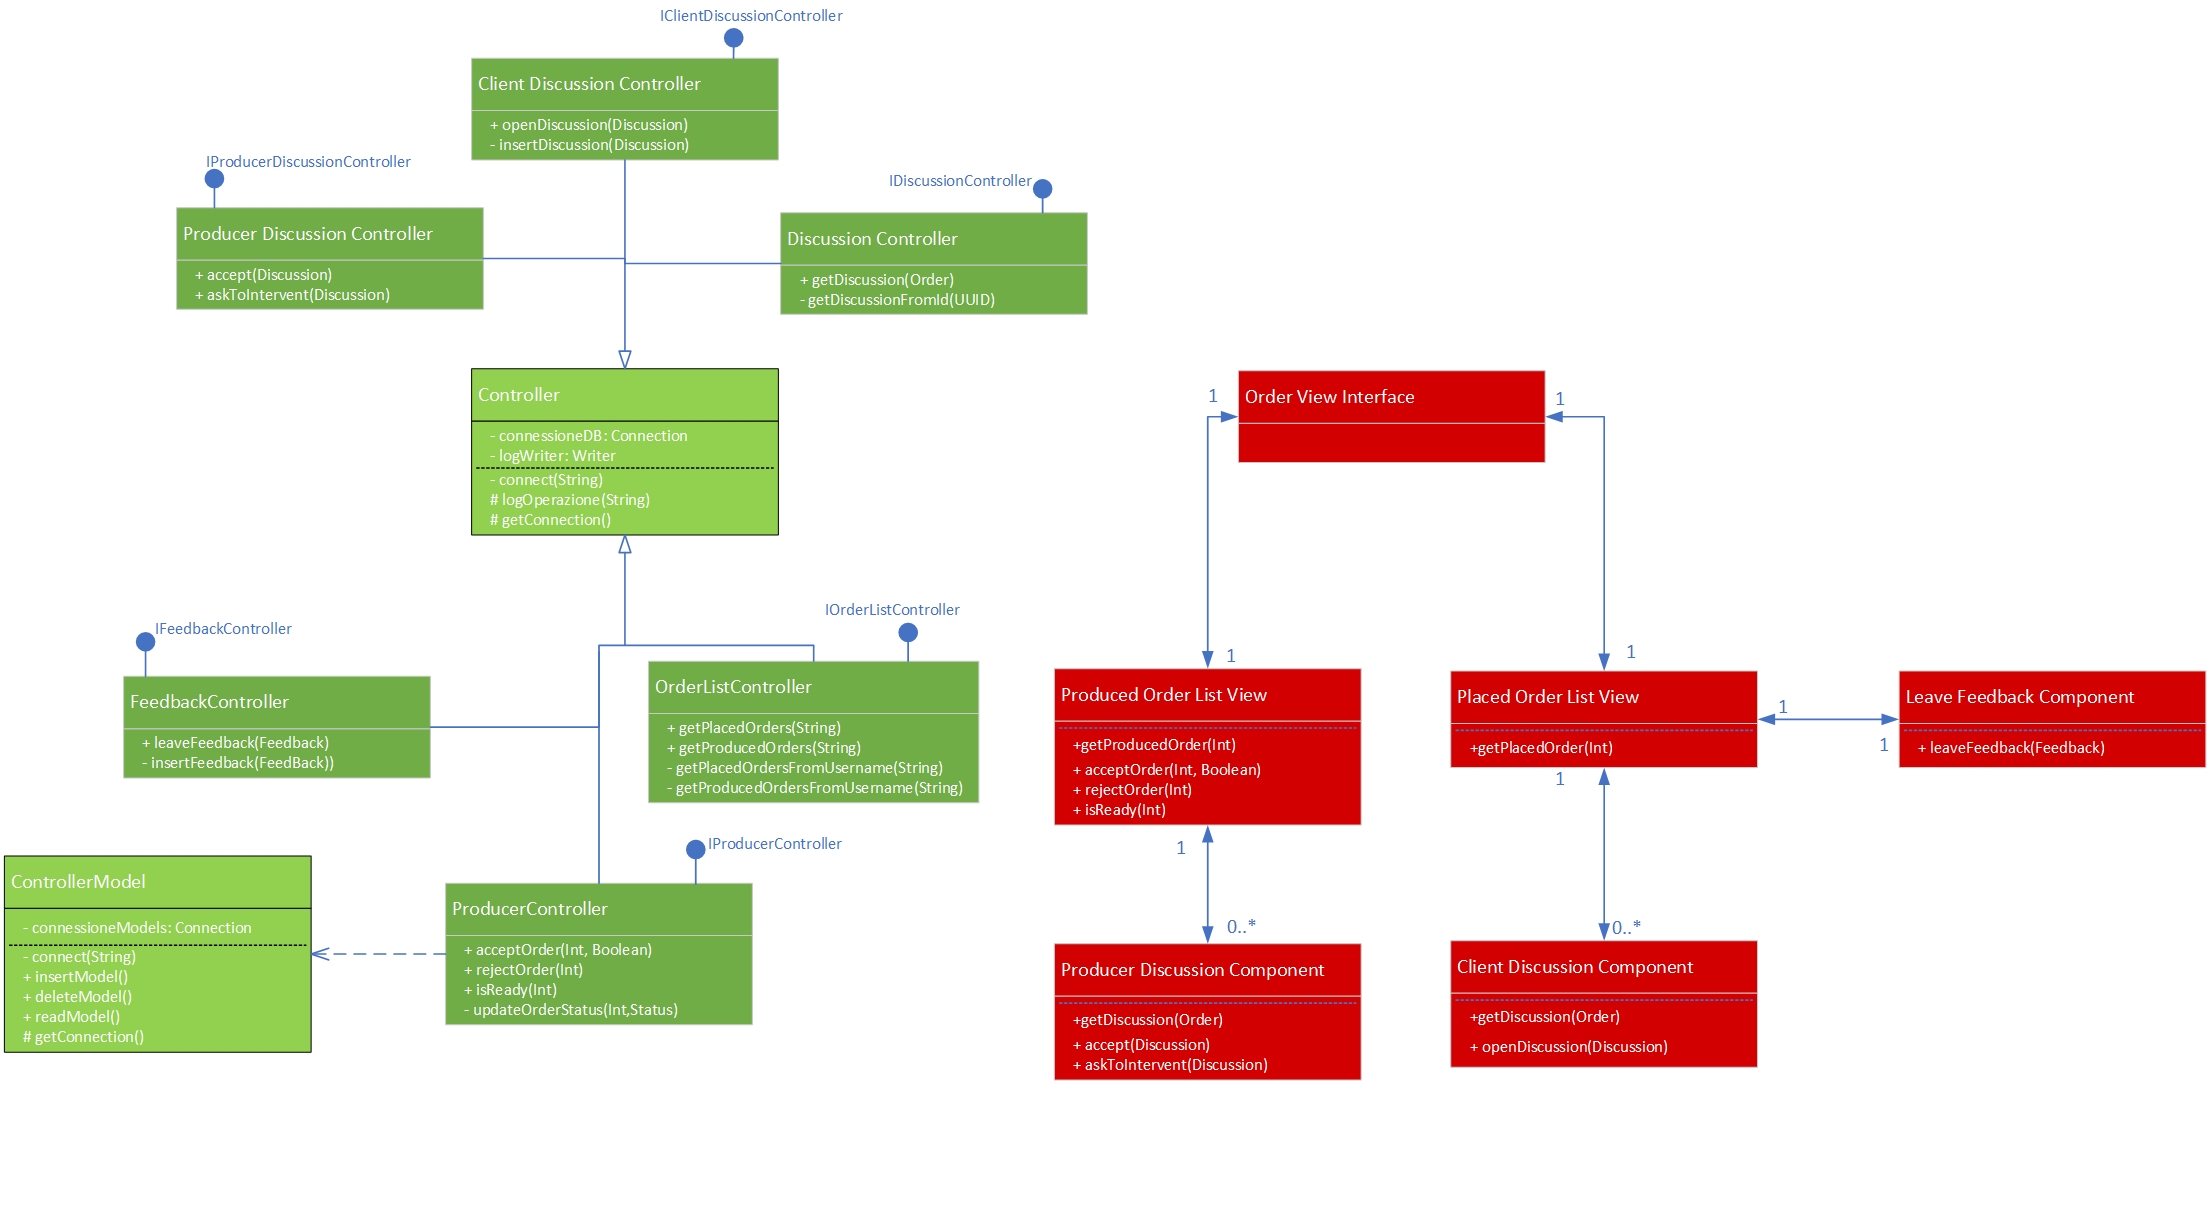 IClientDiscussionController
Client Discussion Controller
+ openDiscussion(Discussion)
- insertDiscussion(Discussion)
IProducerDiscussionController
Producer Discussion Controller
+ accept(Discussion)
+ askToIntervent(Discussion)
IDiscussionController
Discussion Controller
+ getDiscussion(Order)
- getDiscussionFromId(UUID)
Controller
- connessioneDB: Connection
- logWriter: Writer
- connect(String)
# logOperazione(String)
# getConnection()
IFeedbackController
FeedbackController
+ leaveFeedback(Feedback)
- insertFeedback(FeedBack))
IOrderListController
OrderListController
+ getPlacedOrders(String)
+ getProducedOrders(String)
- getPlacedOrdersFromUsername(String)
- getProducedOrdersFromUsername(String)
ControllerModel
- connessioneModels: Connection
- connect(String)
+ insertModel()
+ deleteModel()
+ readModel()
# getConnection()
IProducerController
ProducerController
+ acceptOrder(Int, Boolean)
+ rejectOrder(Int)
+ isReady(Int)
- updateOrderStatus(Int,Status)
1
Order View Interface
1
1
1
Produced Order List View
+getProducedOrder(Int)
+ acceptOrder(Int, Boolean)
+ rejectOrder(Int)
+ isReady(Int)
Placed Order List View
+getPlacedOrder(Int)
1
1
Leave Feedback Component
+ leaveFeedback(Feedback)
1
0..*
1
0..*
Producer Discussion Component
+getDiscussion(Order)
+ accept(Discussion)
+ askToIntervent(Discussion)
Client Discussion Component
+getDiscussion(Order)
+ openDiscussion(Discussion)